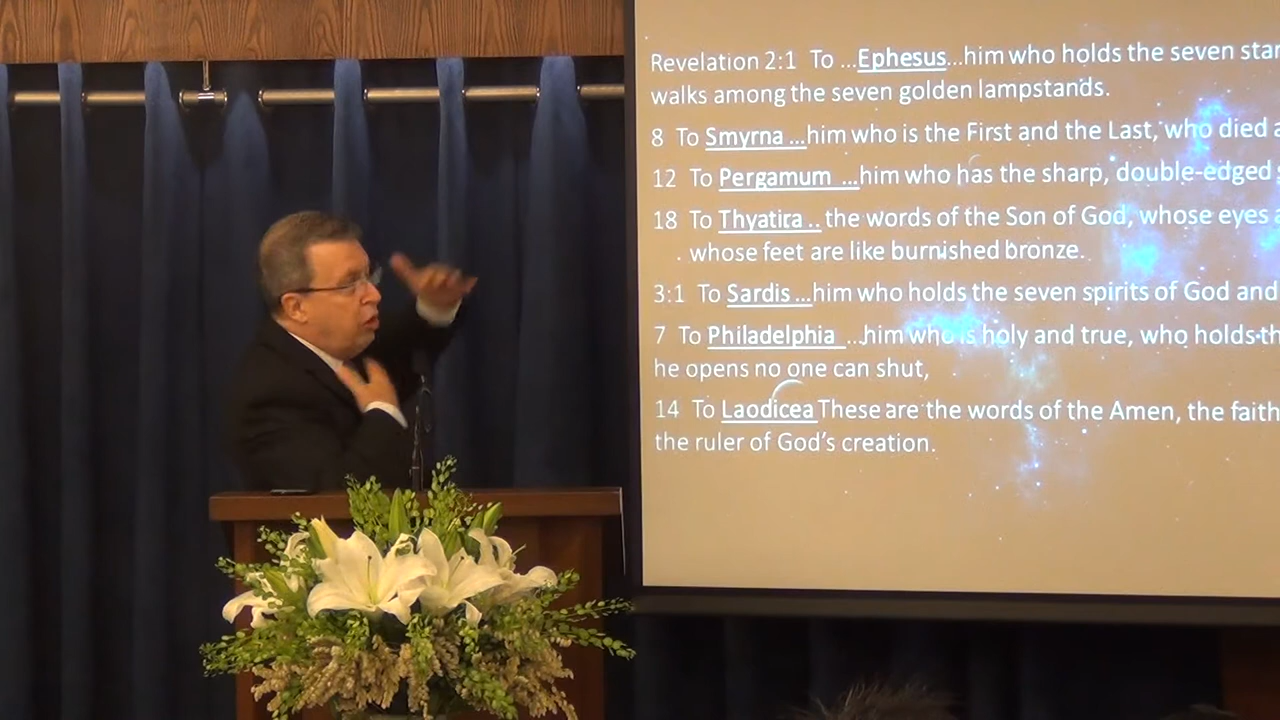 Revelation 2:1 To ...Ephesus...him who holds the seven star
walks among the seven golden lampstands.
8 To Smyrna ...him who is the First and the Last, who died a
12 To Pergamum ...him who has the sharp, double-edged
18 To Thyatira .. the words of the Son of God, whose eyes a
whose feet are like burnished bronze.
3:1 To Sardis ...him who holds the seven spirits of God and
7 To Philadelphia ...him who is holy and true, who holds th
he opens no one can shut,
14 To Laodicea These are the words of the Amen, the faith
the ruler of God's creation.